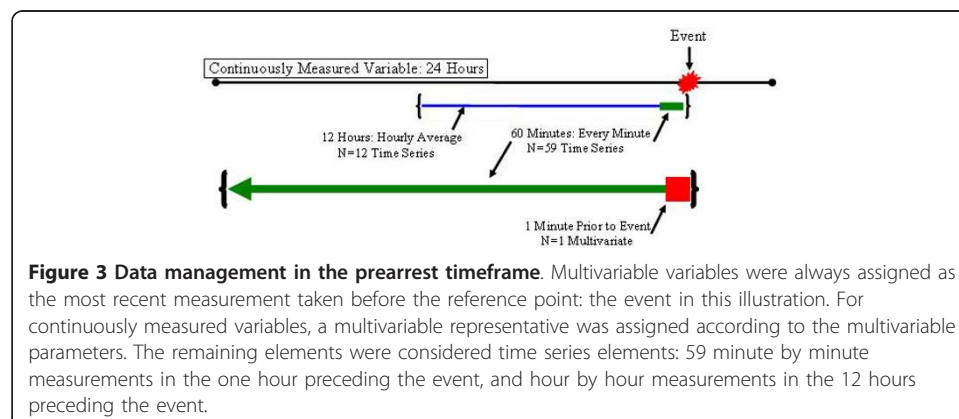 Event
Continuously Measured Variable: 24 Hours
12 Hours: Hourly Average
N=12 Time Series
60 Minutes: Every Minute
N=59 Time Series
1 Minute Prior to Event
N=1 Multivariate
Figure 3 Data management in the prearrest timeframe. Multivariable variables were always assigned as
the most recent measurement taken before the reference point: the event in this illustration. For
continuously measured variables, a multivariable representative was assigned according to the multivariable
parameters. The remaining elements were considered time series elements: 59 minute by minute
measurements in the one hour preceding the event, and hour by hour measurements in the 12 hours
preceding the event.